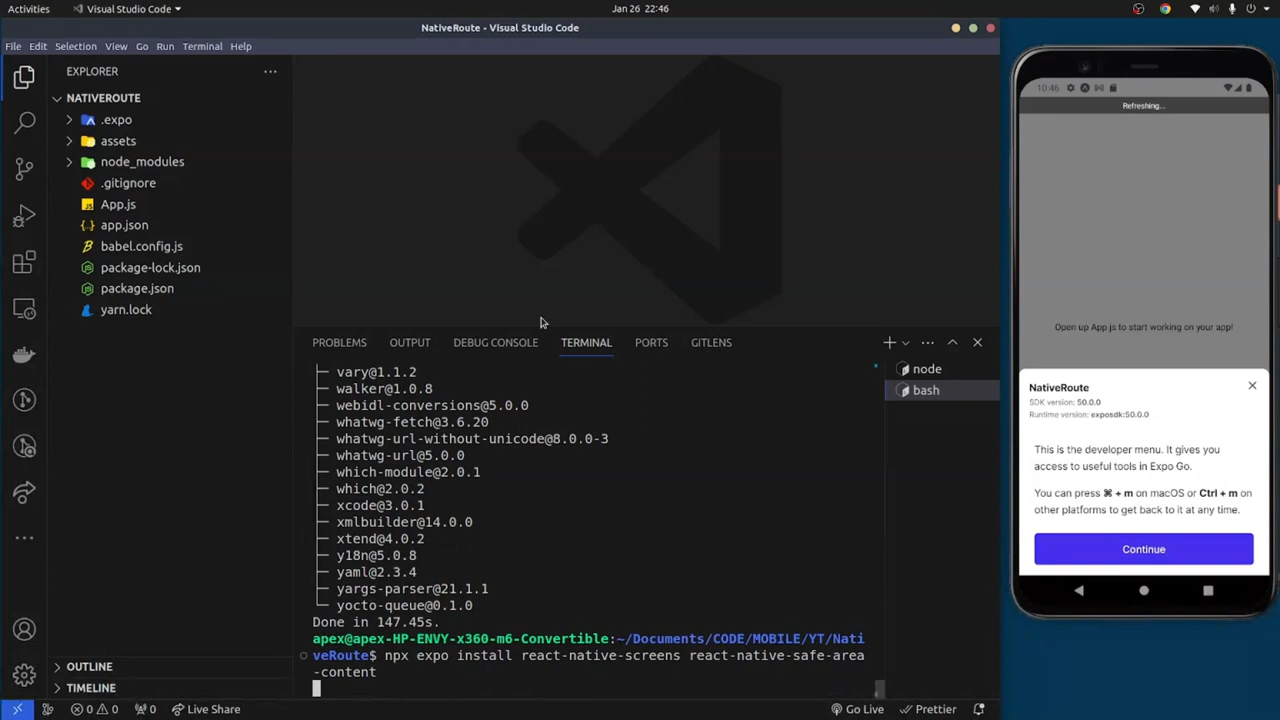 Activities
Visual Studio Code
Jan 26 22:46
NativeRoute - Visual Studio Code
File Edit Selection View Go Run Terminal Help
EXPLORER
NATIVEROUTE
.expo
assets
node_modules
.gitignore
App.js
app.json
babel.config.js
package-lock.json
package.json
yarn.lock
OUTLINE
TIMELINE
PROBLEMS OUTPUT DEBUG CONSOLE TERMINAL PORTS GITLENS
├─ vary@1.1.2
├─ walker@1.0.8
├─ webidl-conversions@5.0.0
├─ whatwg-fetch@3.6.20
├─ whatwg-url-without-unicode@8.0.0-3
├─ whatwg-url@5.0.0
├─ which-module@2.0.1
├─ which@2.0.2
├─ xcode@3.0.1
├─ xmlbuilder@14.0.0
├─ xtend@4.0.2
├─ y18n@5.0.8
├─ yaml@2.3.4
├─ yargs-parser@21.1.1
└─ yocto-queue@0.1.0
Done in 147.45s.
apex@apex-HP-ENVY-x360-m6-Convertible:~/Documents/CODE/MOBILE/YT/Nati
veRoute$ npx expo install react-native-screens react-native-safe-area
-content
node
bash
0 0 0 Live Share
Go Live Prettier
10:46
Refreshing...
Open up App.js to start working on your app!
NativeRoute
SDK version: 50.0.0
Runtime version: exposdk:50.0.0
This is the developer menu. It gives you
access to useful tools in Expo Go.
You can press ⌘ + m on macOS or Ctrl + m on
other platforms to get back to it at any time.
Continue